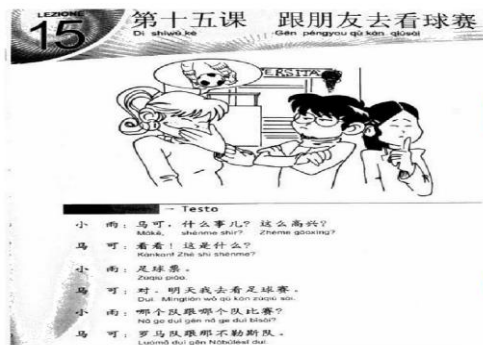 LEZIONE
15
第十五课 跟朋友去看球赛
Dì shíwǔ kè Gēn péngyou qù kàn qiúsài
ERSITA
— Testo
小 雨：马可，什么事儿？这么高兴？
Mǎkě, shénme shìr? Zhème gāoxìng?
马 可：看看！这是什么？
Kànkan! Zhè shì shénme?
小 雨：足球票。
Zúqiú piào.
马 可：对，明天我去看足球赛。
Duì. Míngtiān wǒ qù kàn zúqiú sài.
小 雨：哪个队跟哪个队比赛？
Nǎ ge duì gēn nǎ ge duì bǐsài?
马 可：罗马队跟那不勒斯队。
Luómǎ duì gēn Nàbùlèsī duì.